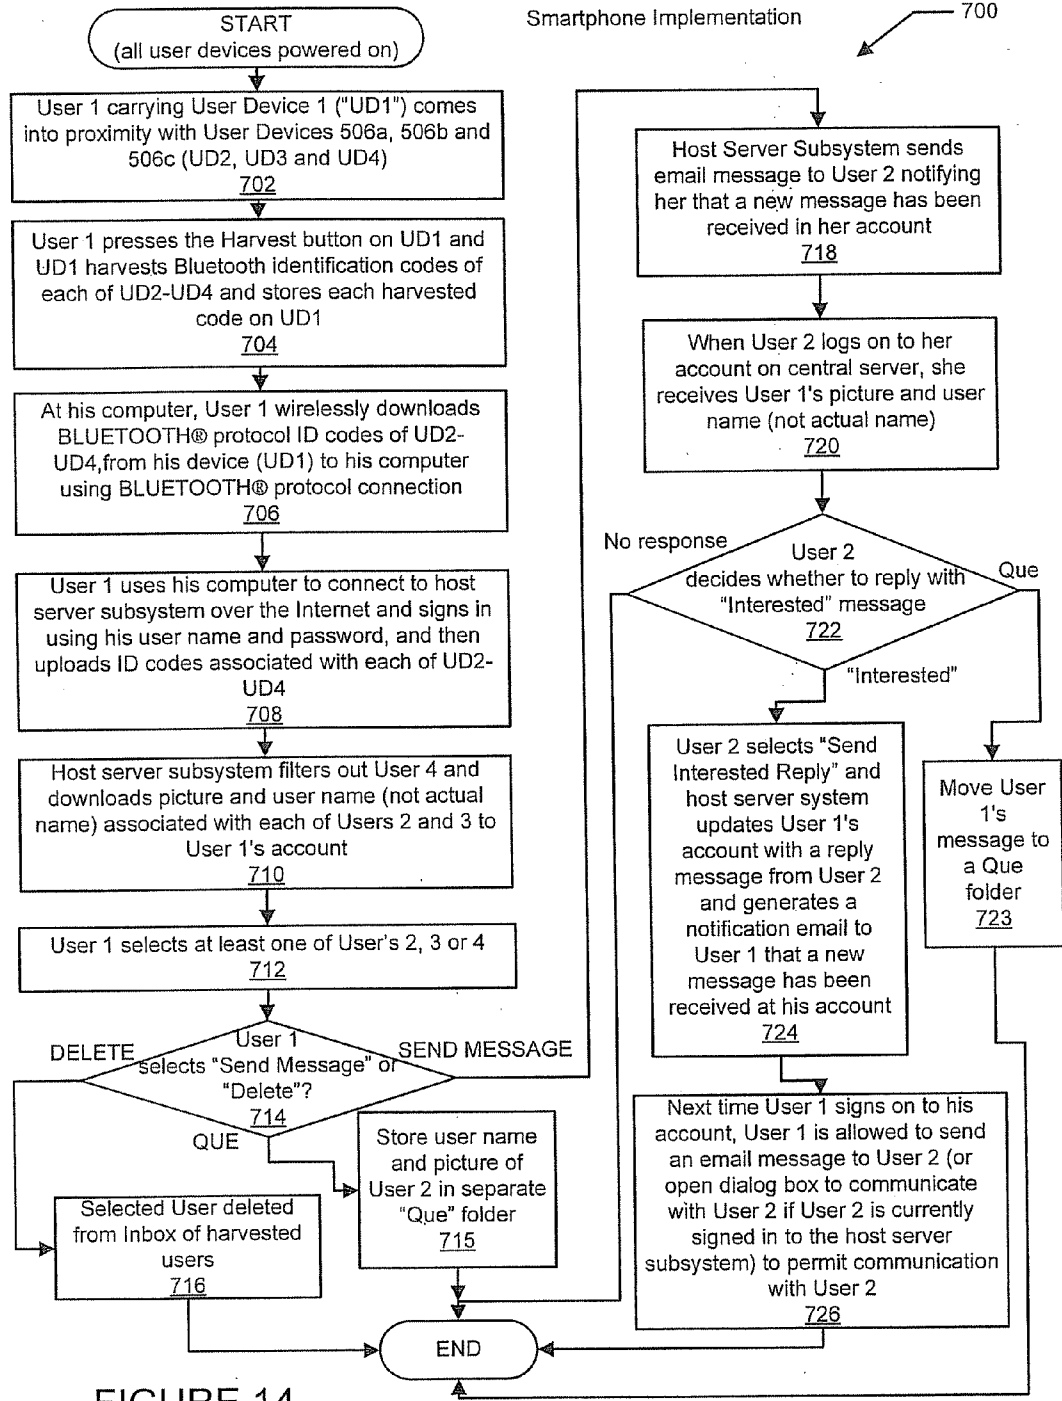 Smartphone Implementation
700
START
(all user devices powered on)
User 1 carrying User Device 1 ("UD1") comes
into proximity with User Devices 506a, 506b and
506c (UD2, UD3 and UD4)
702
User 1 presses the Harvest button on UD1 and
UD1 harvests Bluetooth identification codes of
each of UD2-UD4 and stores each harvested
code on UD1
704
At his computer, User 1 wirelessly downloads
BLUETOOTH® protocol ID codes of UD2-
UD4,from his device (UD1) to his computer
using BLUETOOTH® protocol connection
706
User 1 uses his computer to connect to host
server subsystem over the Internet and signs in
using his user name and password, and then
uploads ID codes associated with each of UD2-
UD4
708
Host server subsystem filters out User 4 and
downloads picture and user name (not actual
name) associated with each of Users 2 and 3 to
User 1's account
710
User 1 selects at least one of User's 2, 3 or 4
712
DELETE
User 1
selects "Send Message" or
"Delete"?
714
SEND MESSAGE
QUE
Store user name
and picture of
User 2 in separate
"Que" folder
715
Selected User deleted
from Inbox of harvested
users
716
Host Server Subsystem sends
email message to User 2 notifying
her that a new message has been
received in her account
718
When User 2 logs on to her
account on central server, she
receives User 1's picture and user
name (not actual name)
720
No response
User 2
decides whether to reply with
"Interested" message
722
Que
"Interested"
User 2 selects "Send
Interested Reply" and
host server system
updates User 1's
account with a reply
message from User 2
and generates a
notification email to
User 1 that a new
message has been
received at his account
724
Move User
1's
message to
a Que
folder
723
Next time User 1 signs on to his
account, User 1 is allowed to send
an email message to User 2 (or
open dialog box to communicate
with User 2 if User 2 is currently
signed in to the host server
subsystem) to permit communication
with User 2
726
END
FIGURE 14